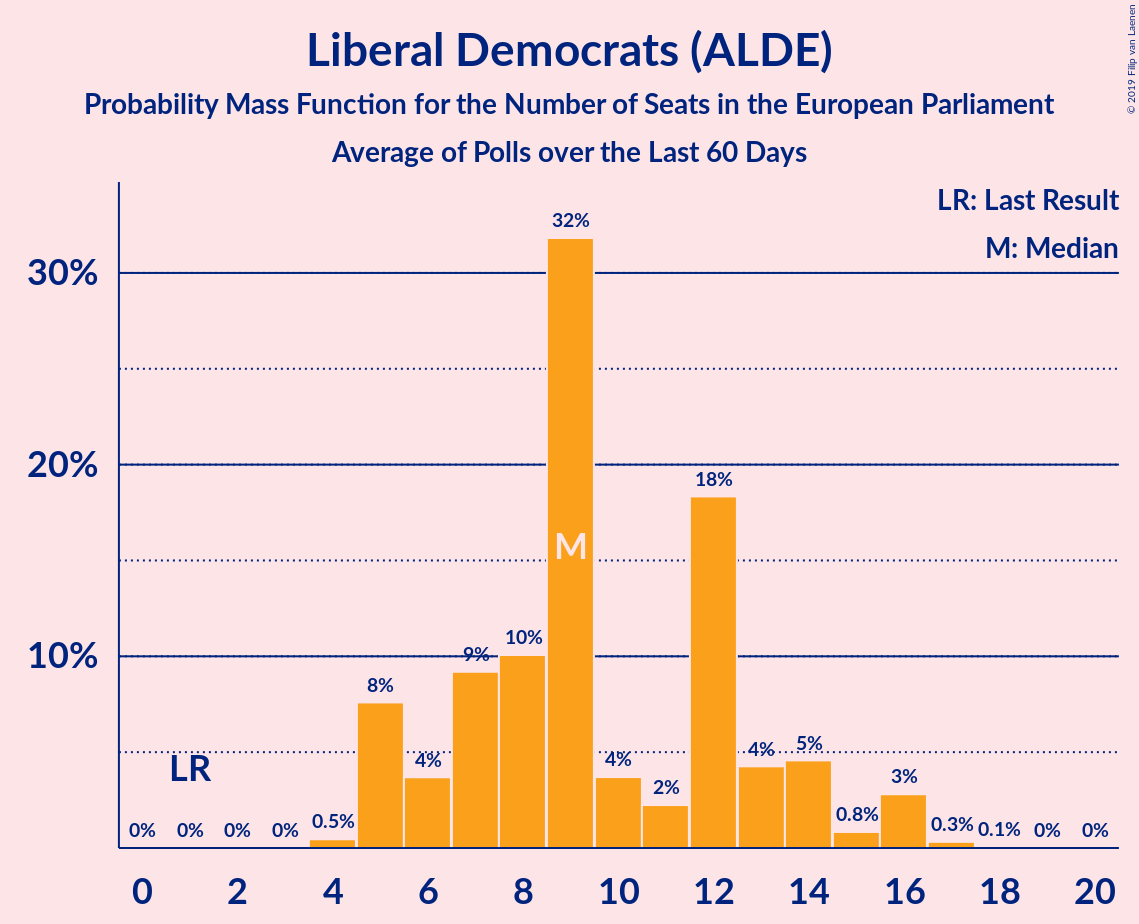 Liberal Democrats (ALDE)
Probability Mass Function for the Number of Seats in the European Parliament
Average of Polls over the Last 60 Days
© 2019 Filip van Laenen
LR: Last Result
M: Median
30%
20%
10%
0%
0%
0%
0%
0.5%
8%
4%
9%
10%
32%
4%
2%
18%
4%
5%
0.8%
3%
0.3%
0.1%
0%
0%
LR
M
0 2 4 6 8 10 12 14 16 18 20